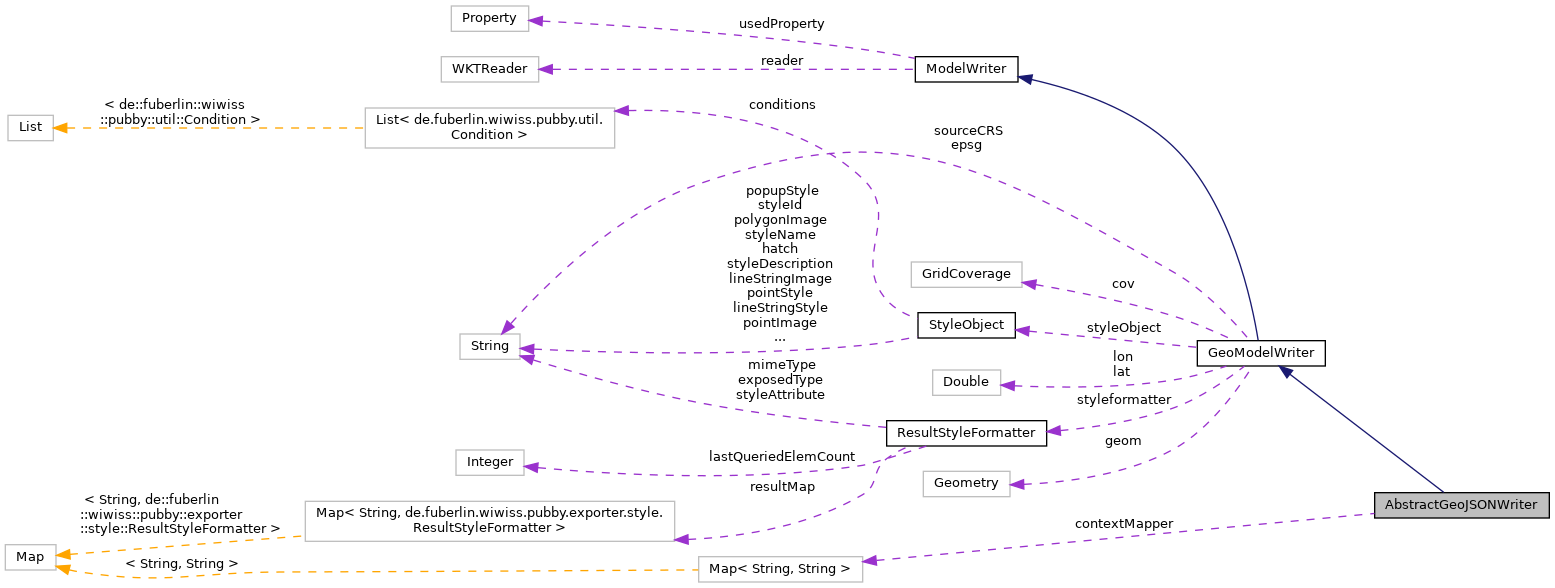 Property
usedProperty
WKTReader
reader
ModelWriter
List
< de::fuberlin::wiwiss
::pubby::util::Condition >
List< de.fuberlin.wiwiss.pubby.util.
Condition >
conditions
sourceCRS
epsg
popupStyle
styleId
polygonImage
styleName
hatch
styleDescription
lineStringImage
pointStyle
lineStringStyle
pointImage
...
GridCoverage
cov
StyleObject
styleObject
String
GeoModelWriter
Double
lon
lat
mimeType
exposedType
styleAttribute
styleformatter
ResultStyleFormatter
geom
Integer
lastQueriedElemCount
Geometry
resultMap
AbstractGeoJSONWriter
< String, de::fuberlin
::wiwiss::pubby::exporter
::style::ResultStyleFormatter >
Map< String, de.fuberlin.wiwiss.pubby.exporter.style.
ResultStyleFormatter >
contextMapper
Map
< String, String >
Map< String, String >